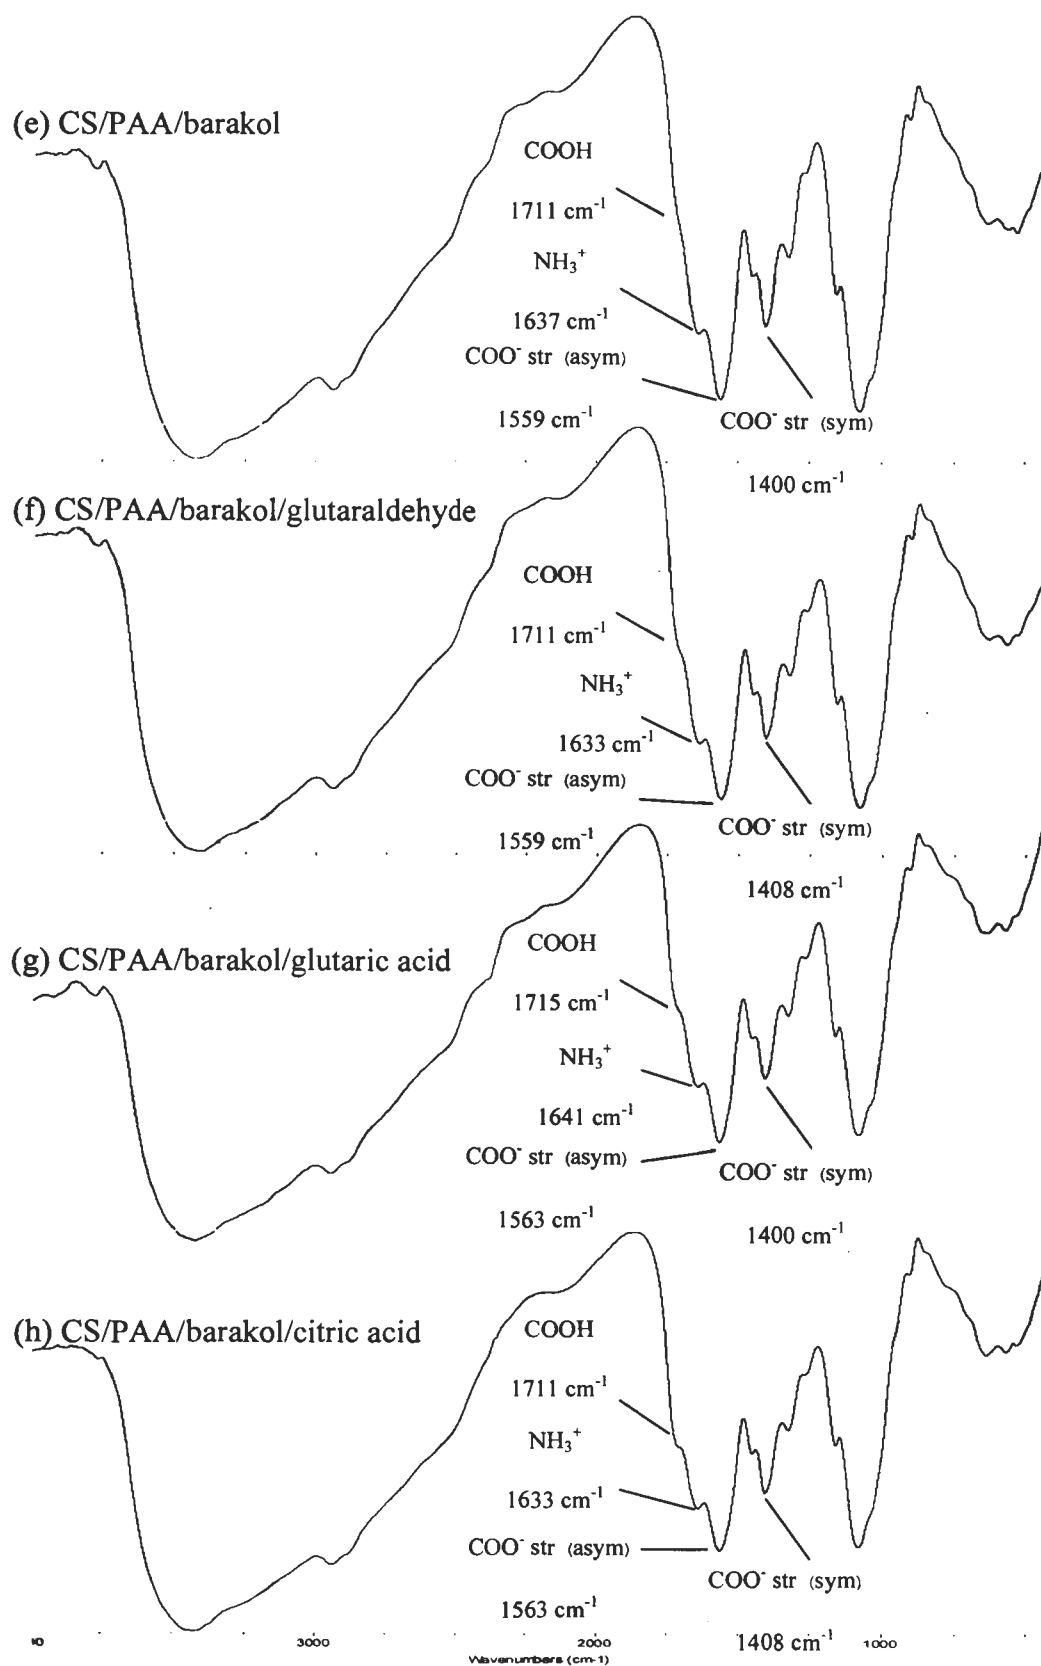 (e) CS/PAA/barakol
COOH
1711 cm⁻¹
NH₃⁺
1637 cm⁻¹
COO⁻ str (asym)
1559 cm⁻¹
COO⁻ str (sym)
1400 cm⁻¹
(f) CS/PAA/barakol/glutaraldehyde
COOH
1711 cm⁻¹
NH₃⁺
1633 cm⁻¹
COO⁻ str (asym)
1559 cm⁻¹
COO⁻ str (sym)
1408 cm⁻¹
(g) CS/PAA/barakol/glutaric acid
COOH
1715 cm⁻¹
NH₃⁺
1641 cm⁻¹
COO⁻ str (asym)
1563 cm⁻¹
COO⁻ str (sym)
1400 cm⁻¹
(h) CS/PAA/barakol/citric acid
COOH
1711 cm⁻¹
NH₃⁺
1633 cm⁻¹
COO⁻ str (asym)
1563 cm⁻¹
COO⁻ str (sym)
1408 cm⁻¹
3000 2000 1000
Wavenumbers (cm-1)